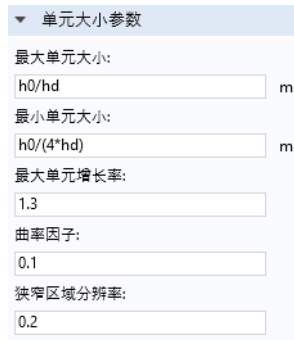 单元大小参数
最大单元大小:
h0/hd m
最小单元大小:
h0/(4*hd) m
最大单元增长率:
1.3
曲率因子:
0.1
狭窄区域分辨率:
0.2